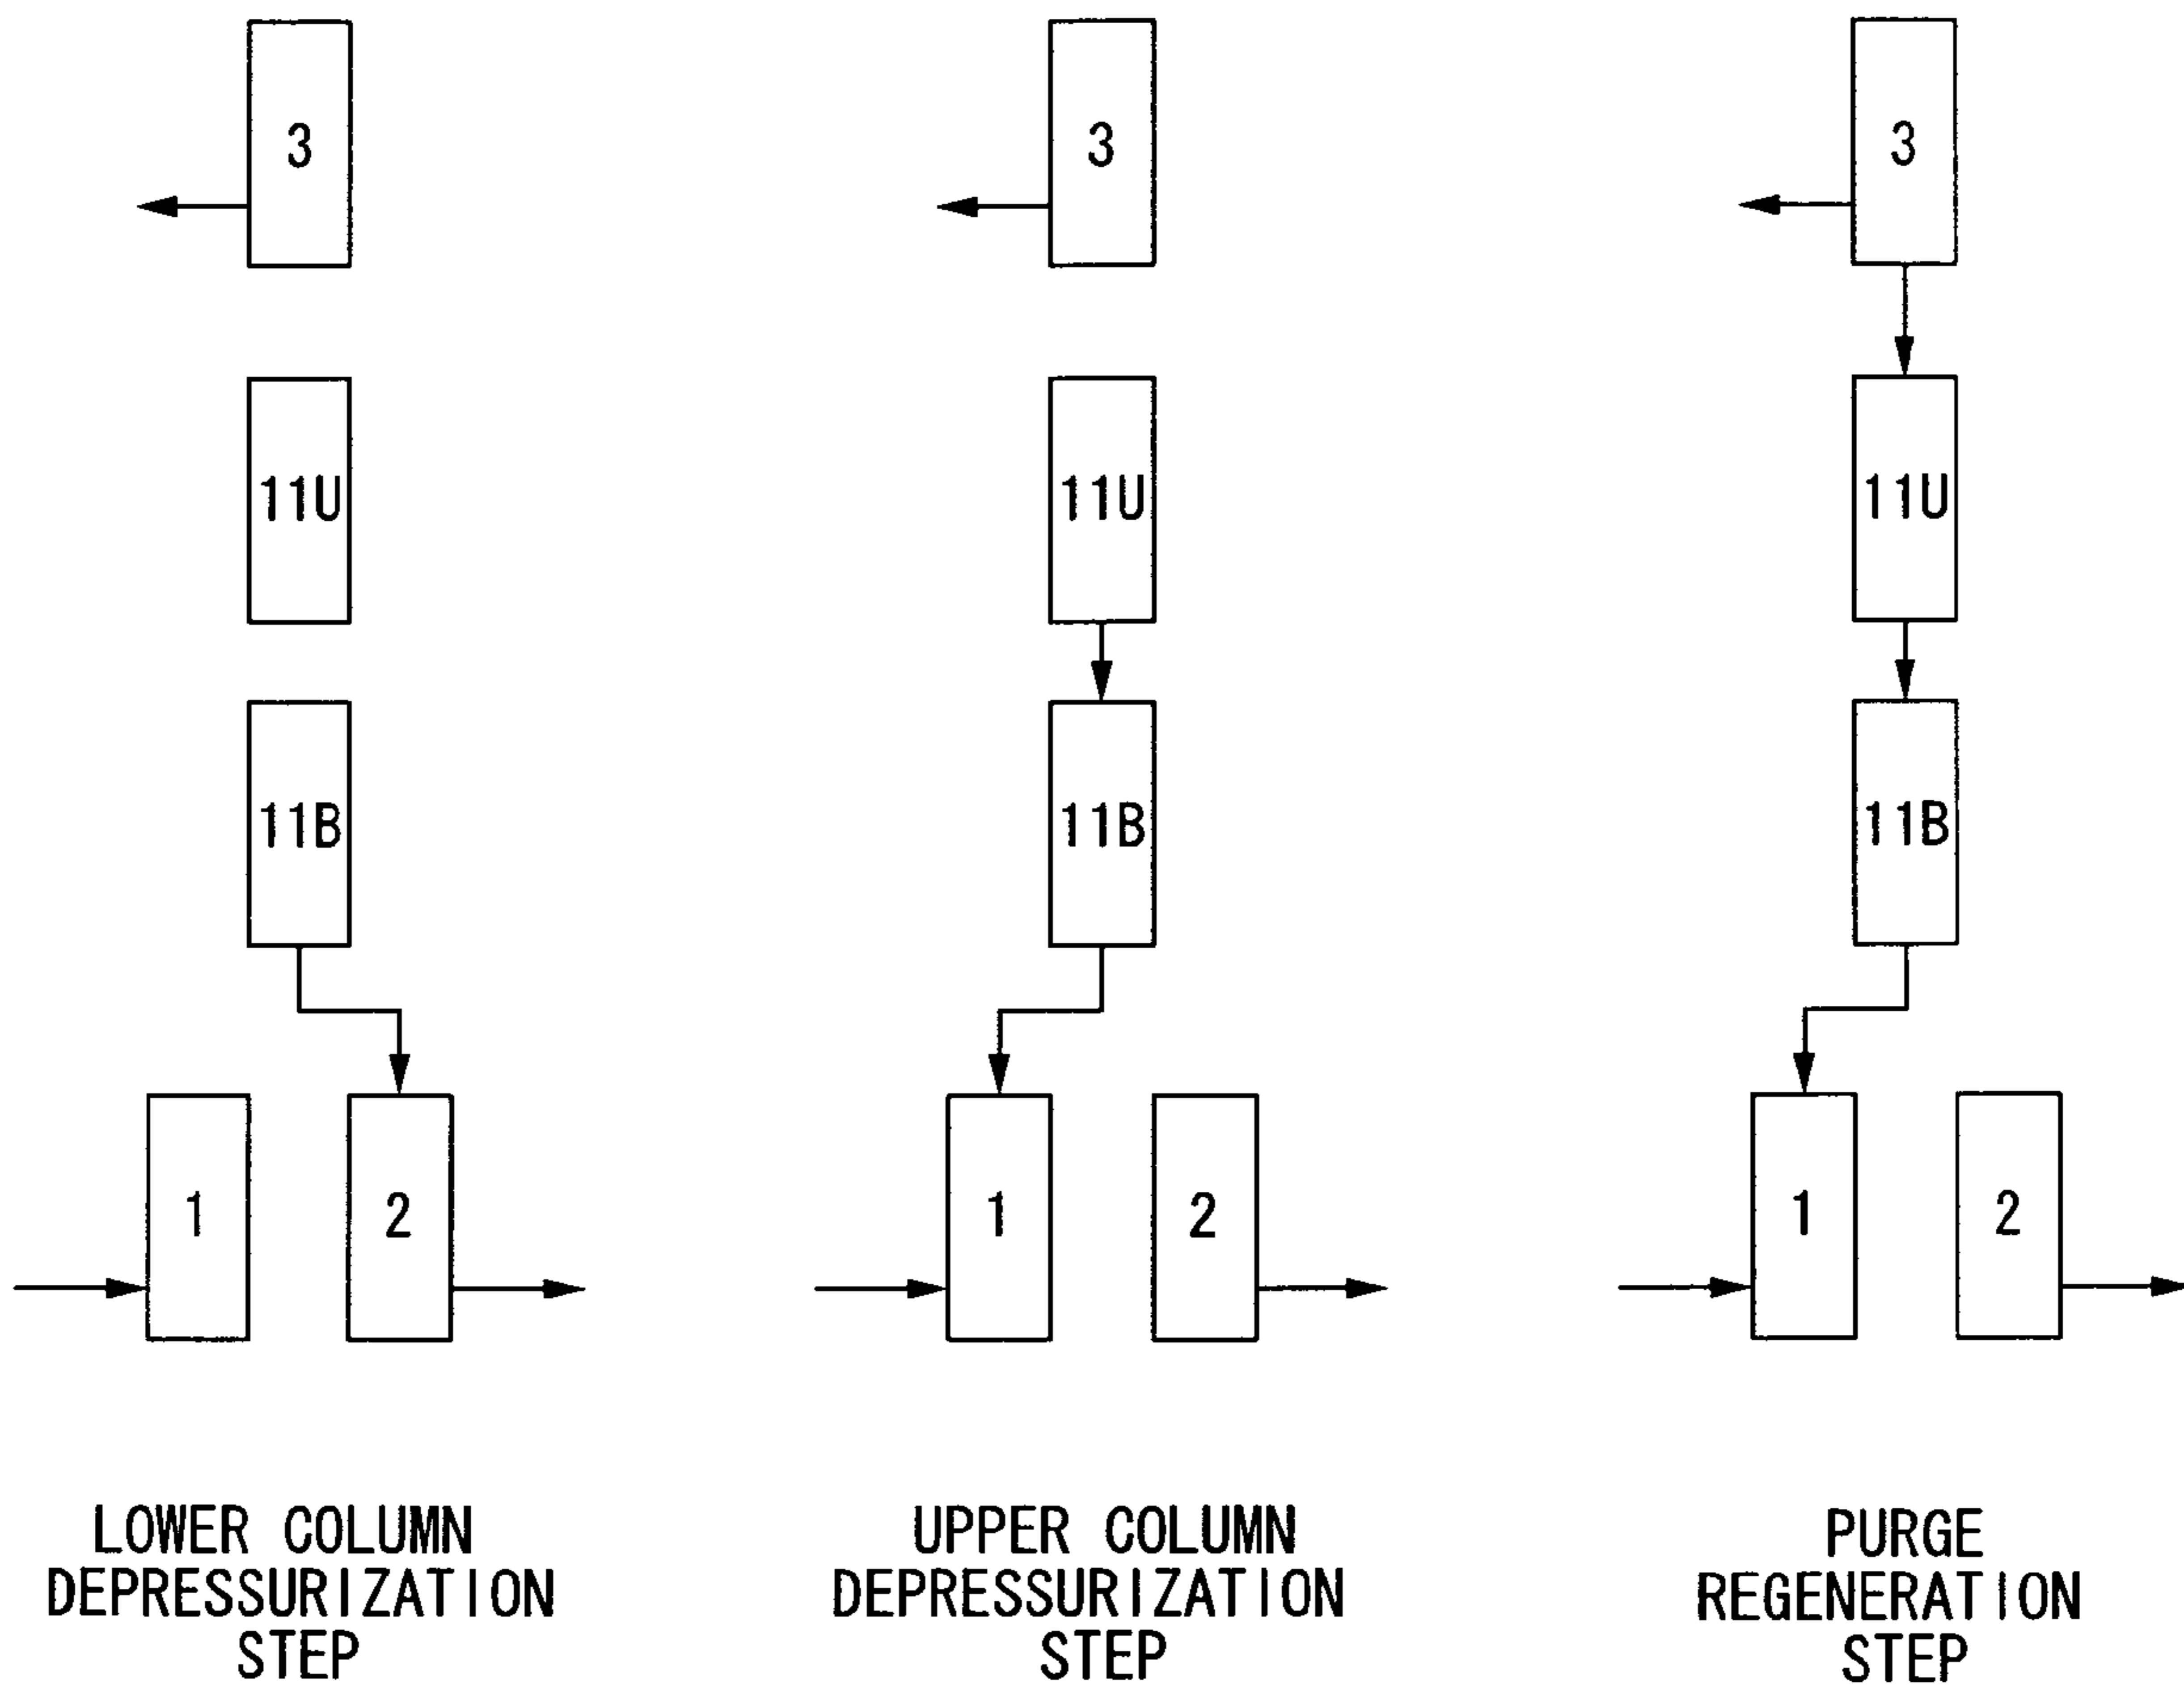 3
11U
11B
1
2
LOWER COLUMN
DEPRESSURIZATION
STEP
3
11U
11B
1
2
UPPER COLUMN
DEPRESSURIZATION
STEP
3
11U
11B
1
2
PURGE
REGENERATION
STEP